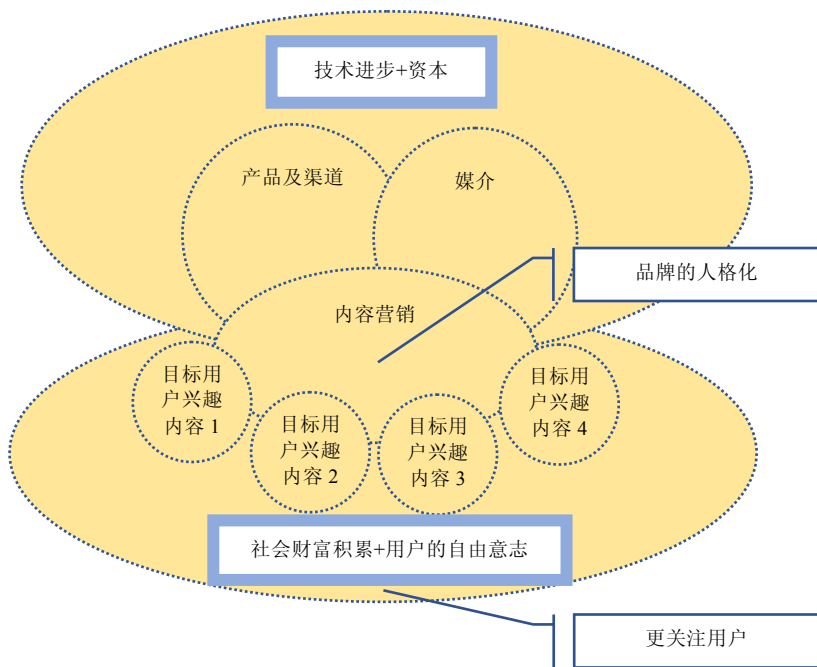 技术进步+资本
产品及渠道
媒介
品牌的人格化
内容营销
目标用
户兴趣
内容 1
目标用
户兴趣
内容 2
目标用
户兴趣
内容 3
目标用
户兴趣
内容 4
社会财富积累+用户的自由意志
更关注用户